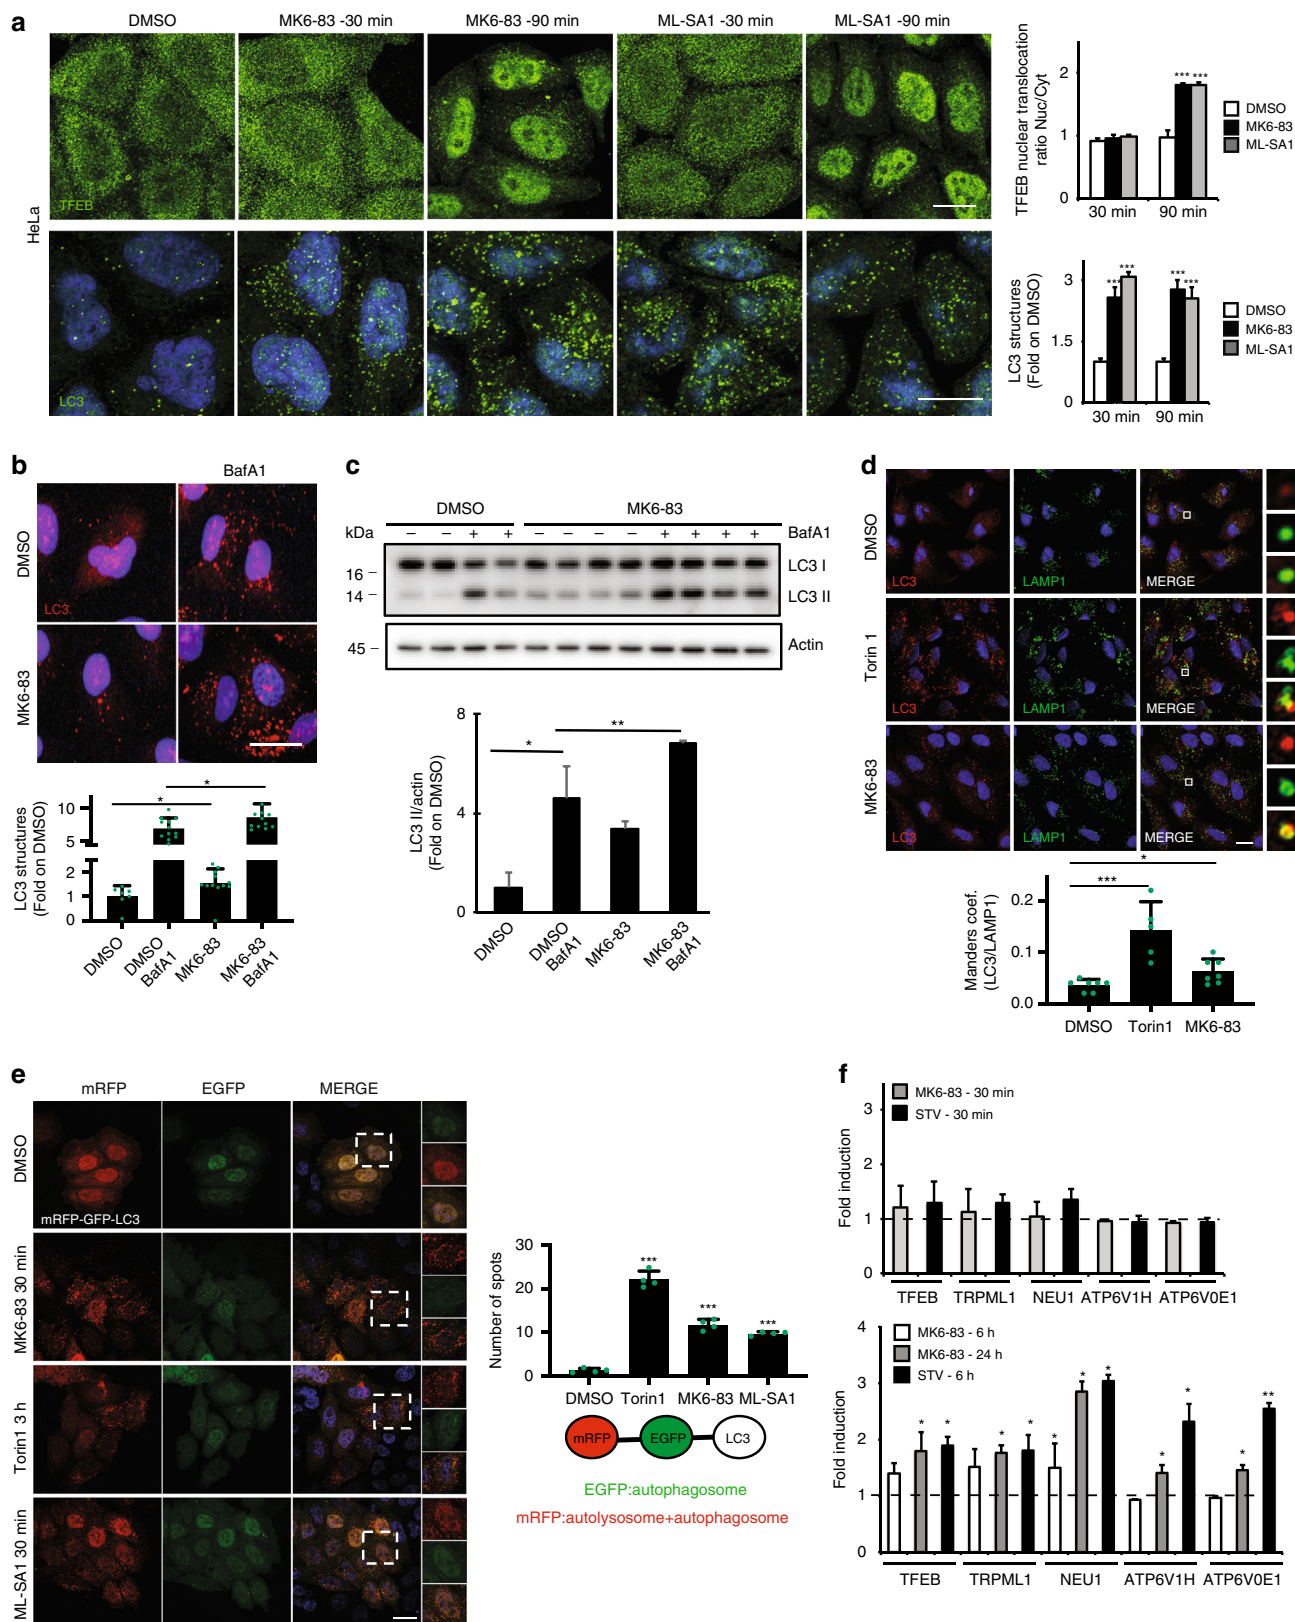 a
DMSO
MK6-83 -30 min
MK6-83 -90 min
ML-SA1 -30 min
ML-SA1 -90 min
HeLa
TFEB
LC3
TFEB nuclear translocation
ratio Nuc/Cyt
2
1
0
*** ***
30 min
90 min
DMSO
MK6-83
ML-SA1
LC3 structures
(Fold on DMSO)
3
1.5
0
***
***
***
***
30 min
90 min
DMSO
MK6-83
ML-SA1
b
BafA1
DMSO
LC3
MK6-83
LC3 structures
(Fold on DMSO)
10
5
2
1
0
*
*
DMSO
DMSO
BafA1
MK6-83
MK6-83
BafA1
c
DMSO
MK6-83
kDa
– – + + – – – – + + + +
BafA1
16 –
14 –
LC3 I
LC3 II
45 –
Actin
LC3 II/actin
(Fold on DMSO)
8
4
0
*
**
DMSO
DMSO
BafA1
MK6-83
MK6-83
BafA1
d
DMSO
LC3
LAMP1
MERGE
Torin 1
LC3
LAMP1
MERGE
MK6-83
LC3
LAMP1
MERGE
Manders coef.
(LC3/LAMP1)
0.2
0.1
0.0
*
***
DMSO
Torin1
MK6-83
e
mRFP
EGFP
MERGE
DMSO
mRFP-GFP-LC3
MK6-83 30 min
Torin1 3 h
ML-SA1 30 min
Number of spots
30
20
10
0
***
***
***
DMSO
Torin1
MK6-83
ML-SA1
mRFP
EGFP
LC3
EGFP:autophagosome
mRFP:autolysosome+autophagosome
f
MK6-83 - 30 min
STV - 30 min
Fold induction
3
2
1
0
TFEB
TRPML1
NEU1
ATP6V1H
ATP6V0E1
MK6-83 - 6 h
MK6-83 - 24 h
STV - 6 h
Fold induction
4
3
2
1
0
* *
* *
* * *
* *
* **
TFEB
TRPML1
NEU1
ATP6V1H
ATP6V0E1